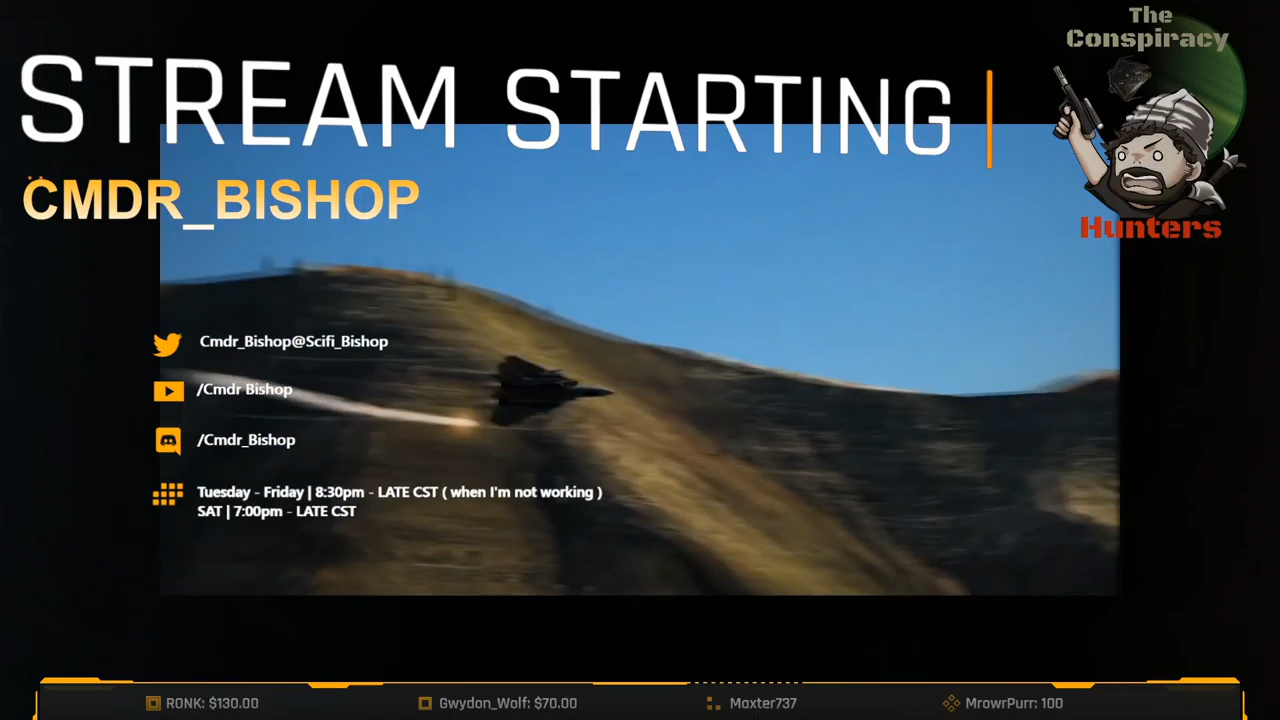 The
Conspiracy
STREAM STARTING
CMDR_BISHOP
Hunters
Cmdr_Bishop@Scifi_Bishop
/Cmdr Bishop
/Cmdr_Bishop
Tuesday - Friday | 8:30pm - LATE CST ( when I'm not working )
SAT | 7:00pm - LATE CST
RONK: $130.00
Gwydon_Wolf: $70.00
Maxter737
MrowrPurr: 100